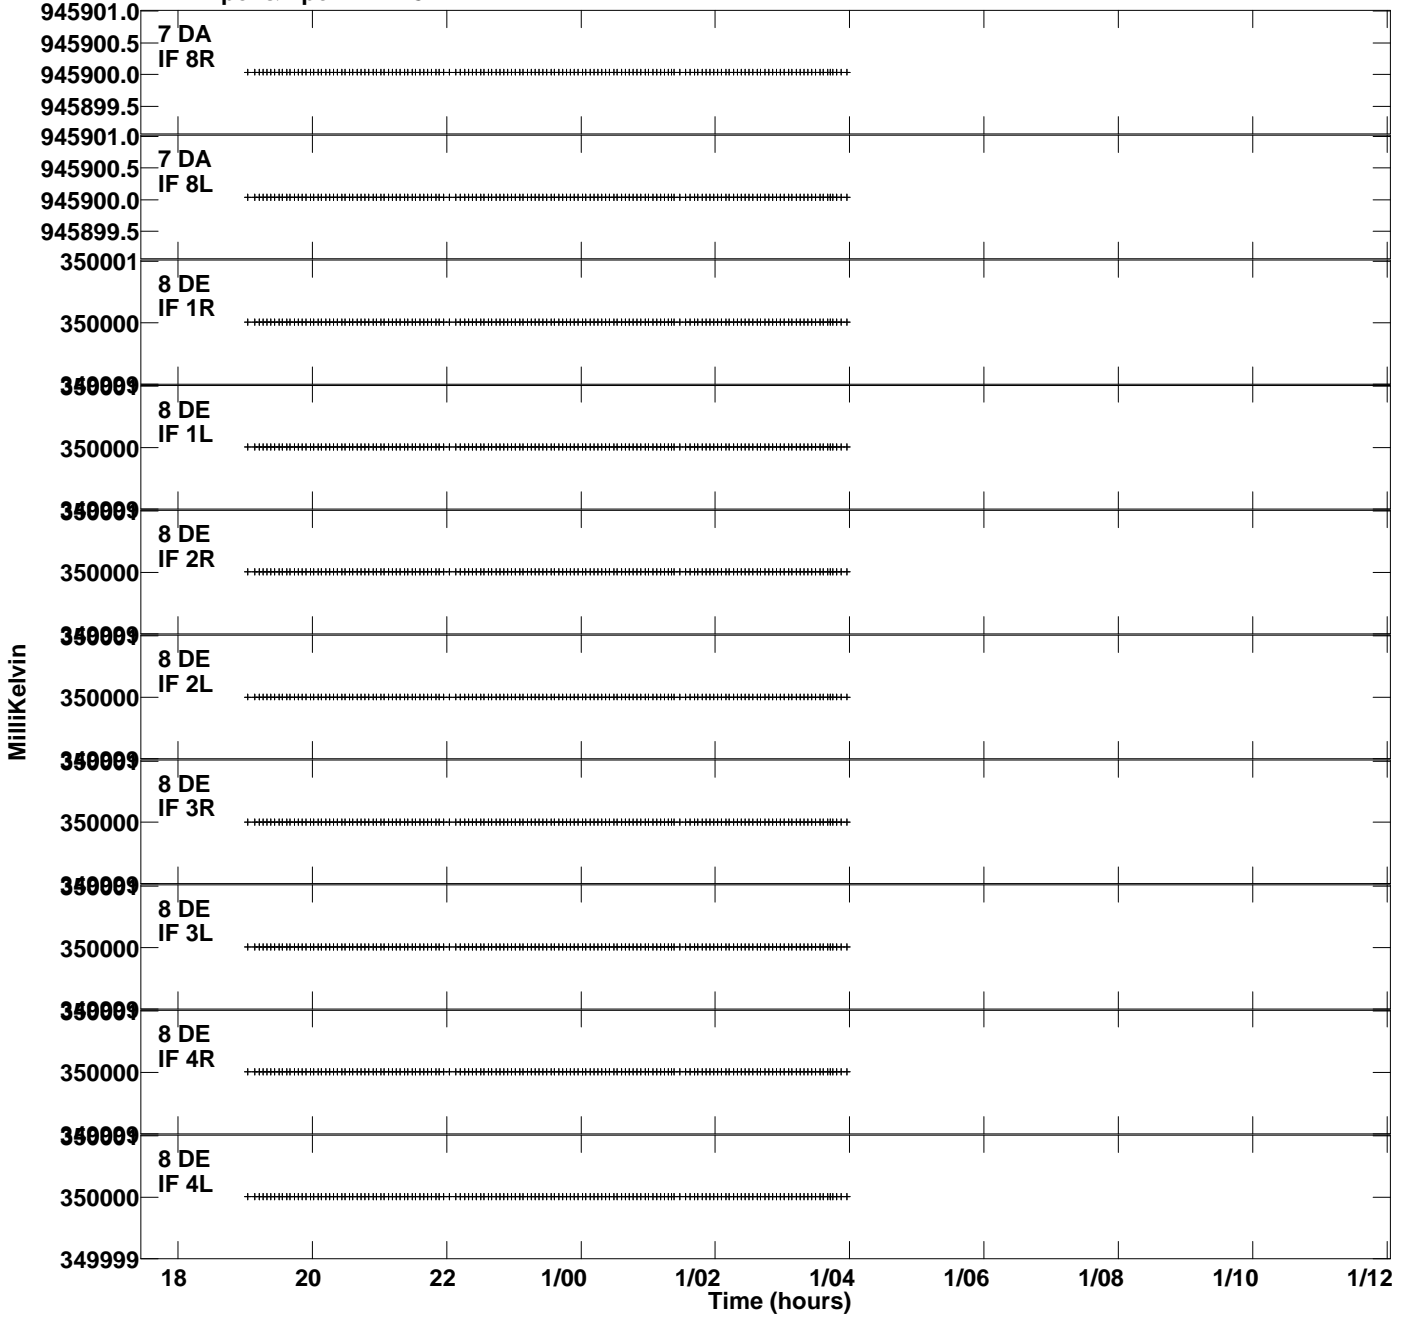 945901.0
7 DA
945900.5
IF 8R
945900.0
945899.5
945901.0
7 DA
945900.5
IF 8L
945900.0
945899.5
350001
8 DE
IF 1R
350000
8 DE
IF 1L
350000
8 DE
IF 2R
350000
8 DE
IF 2L
350000
8 DE
IF 3R
350000
8 DE
IF 3L
350000
8 DE
IF 4R
350000
8 DE
IF 4L
350000
349999
MilliKelvin
18 20 22 1/00 1/02 1/04 1/06 1/08 1/10 1/12
Time (hours)